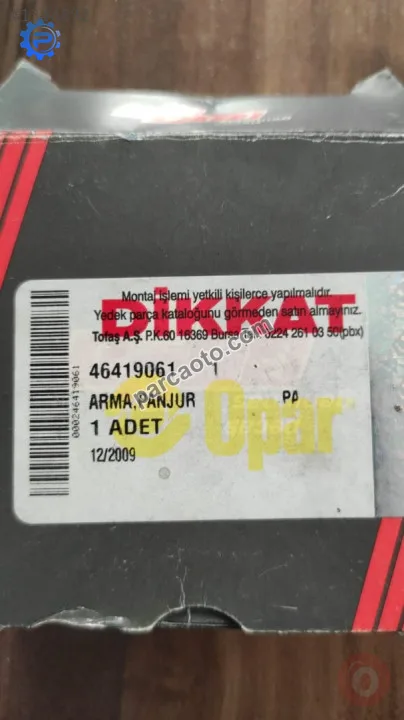 DİKKAT
Montaj işlemi yetkili kişilerce yapılmalıdır.
Yedek parça kataloğunu görmeden satın almayınız.
Tofaş A.Ş. P.K.60 16369 Bursa 0224 261 03 50(pbx)
46419061 1
parcaoto.com
ARMA,PANJUR PA
Opar
1 ADET
12/2009
000246419061